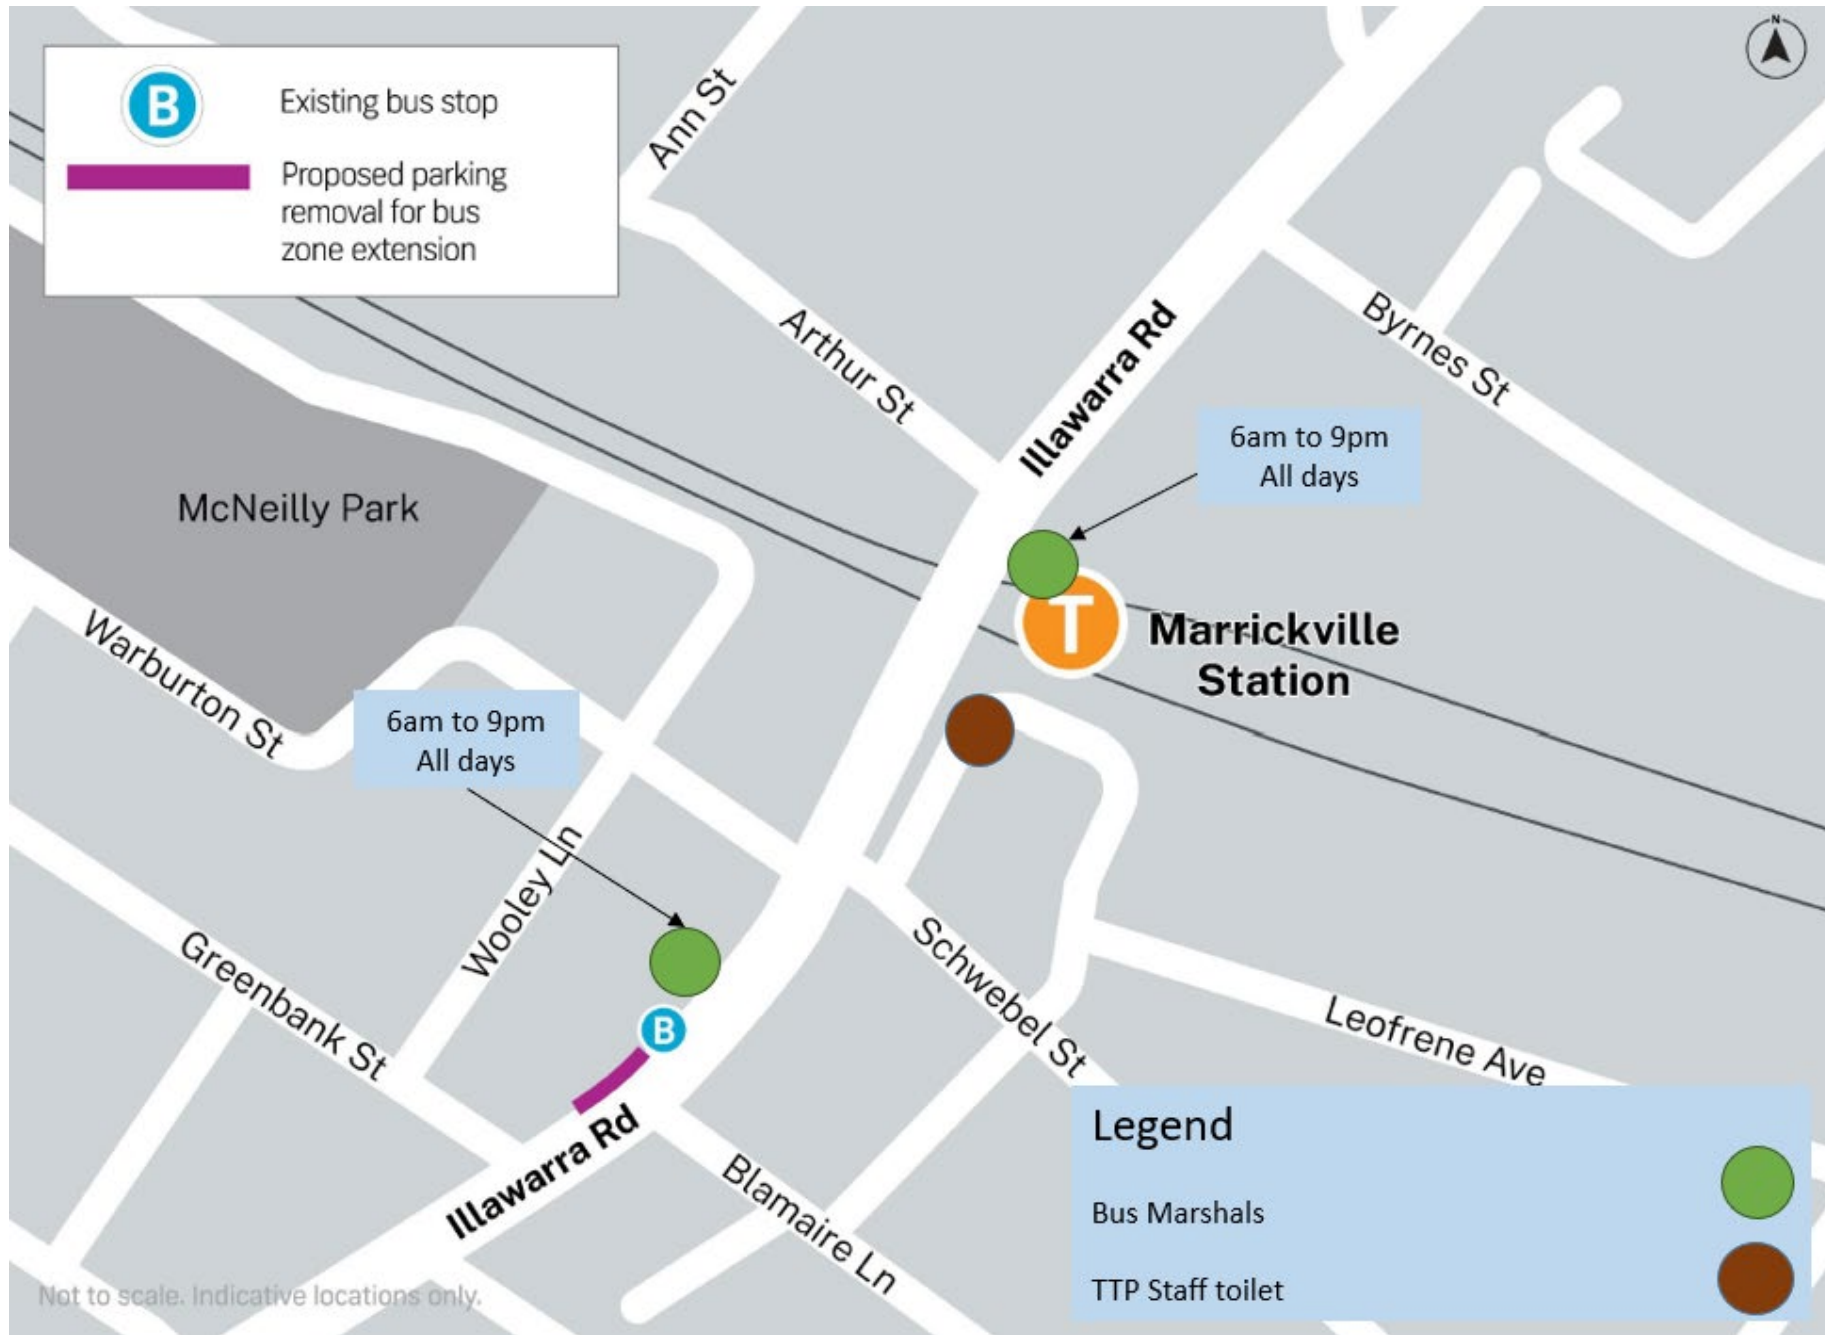 N
B
Existing bus stop
Proposed parking
removal for bus
zone extension
Ann St
Arthur St
Illawarra Rd
Byrnes St
6am to 9pm
All days
McNeilly Park
T
Marrickville
Station
Warburton St
6am to 9pm
All days
Wooley Ln
Greenbank St
B
Schwebel St
Leofrene Ave
Illawarra Rd
Blamaire Ln
Legend
Bus Marshals
TTP Staff toilet
Not to scale. Indicative locations only.